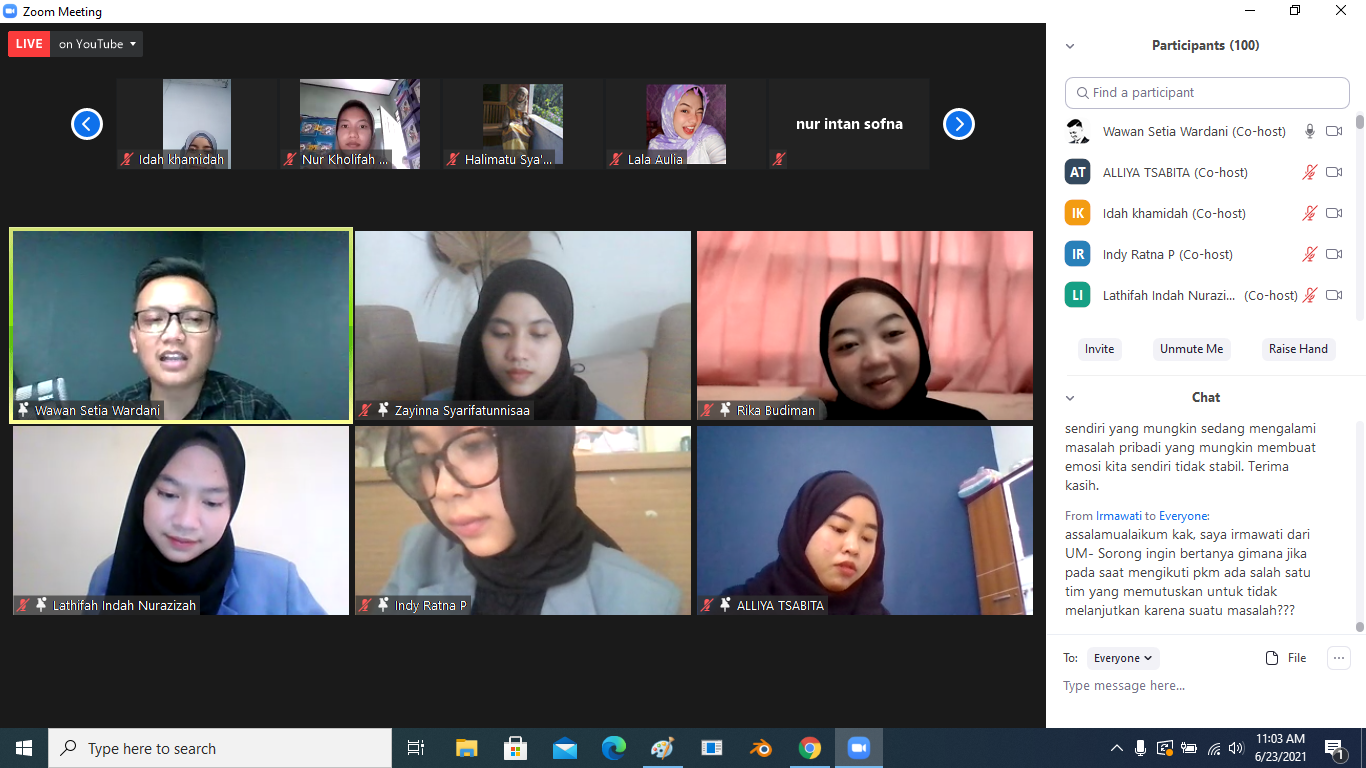 Zoom Meeting
LIVE on YouTube
Idah khamidah
Nur Kholifah ...
Halimatu Sya'...
Lala Aulia
nur intan sofna
Wawan Setia Wardani
Zayinna Syarifatunnisaa
Rika Budiman
Lathifah Indah Nurazizah
Indy Ratna P
ALLIYA TSABITA
Participants (100)
Find a participant
Wawan Setia Wardani (Co-host)
AT ALLIYA TSABITA (Co-host)
IK Idah khamidah (Co-host)
IR Indy Ratna P (Co-host)
LI Lathifah Indah Nurazi... (Co-host)
Invite Unmute Me Raise Hand
Chat
sendiri yang mungkin sedang mengalami
masalah pribadi yang mungkin membuat
emosi kita sendiri tidak stabil. Terima
kasih.
From Irmawati to Everyone:
assalamualaikum kak, saya irmawati dari
UM- Sorong ingin bertanya gimana jika
pada saat mengikuti pkm ada salah satu
tim yang memutuskan untuk tidak
melanjutkan karena suatu masalah???
To: Everyone File ...
Type message here...
Type here to search
11:03 AM
6/23/2021
1